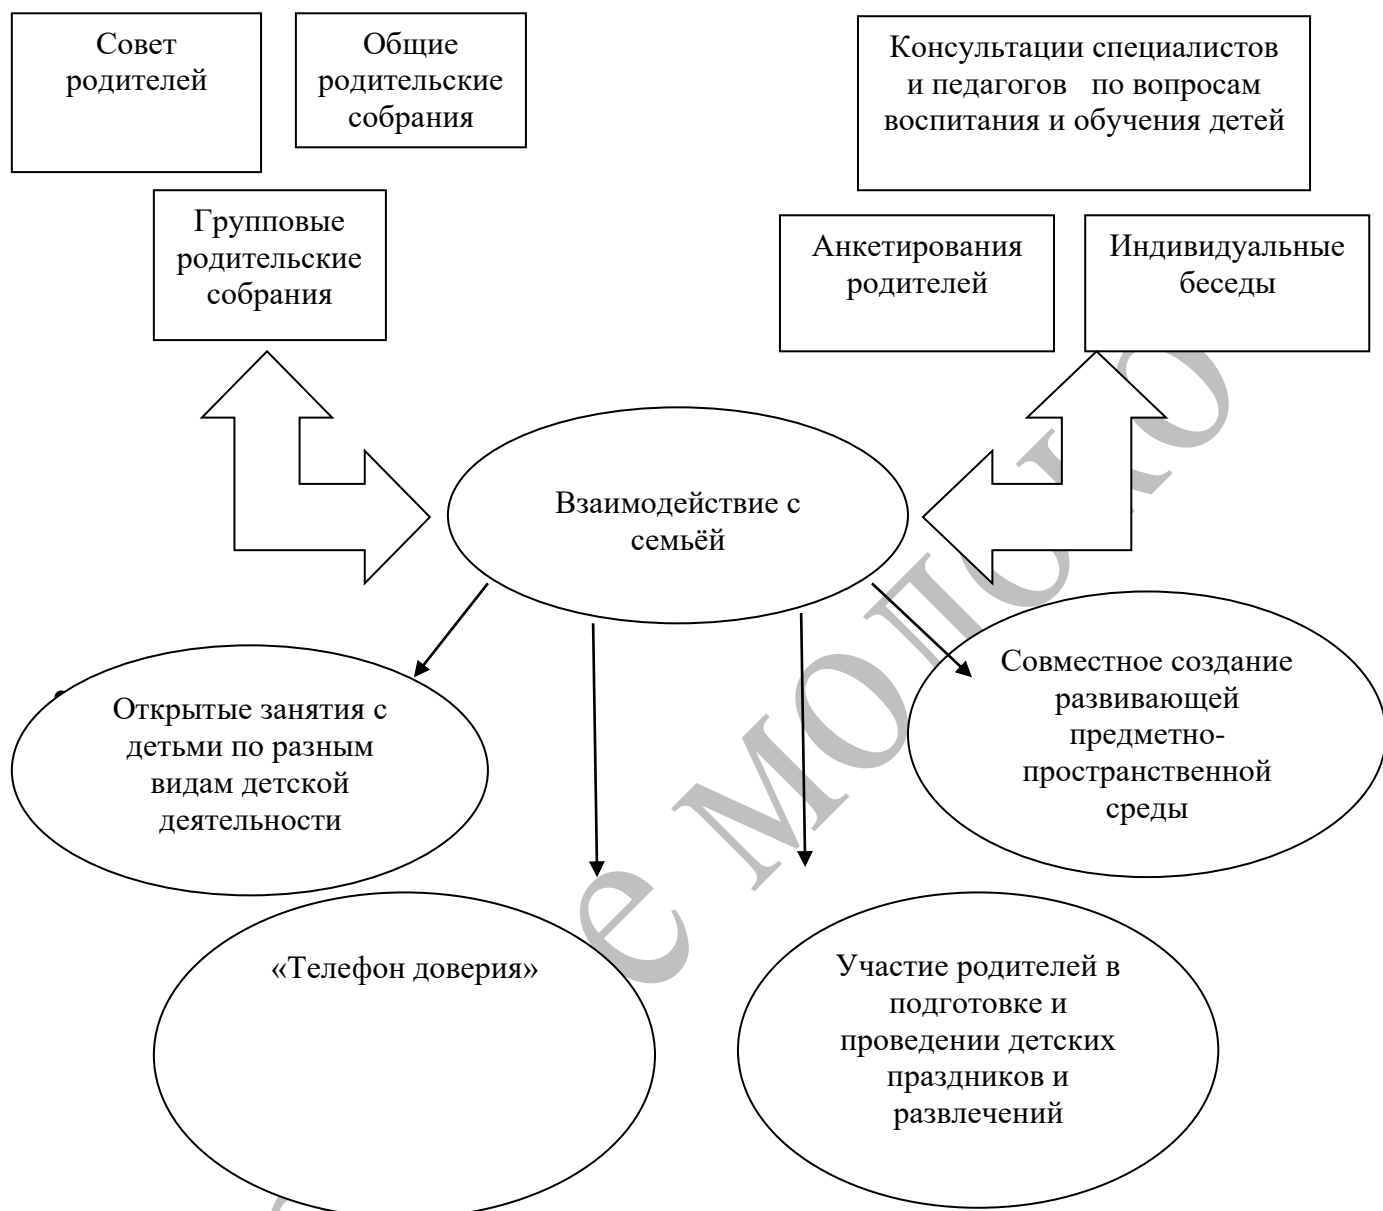 Совет
родителей
Общие
родительские
собрания
Консультации специалистов
и педагогов по вопросам
воспитания и обучения детей
Групповые
родительские
собрания
Анкетирования
родителей
Индивидуальные
беседы
Взаимодействие с
семьёй
Открытые занятия с
детьми по разным
видам детской
деятельности
Совместное создание
развивающей
предметно-
пространственной
среды
«Телефон доверия»
Участие родителей в
подготовке и
проведении детских
праздников и
развлечений